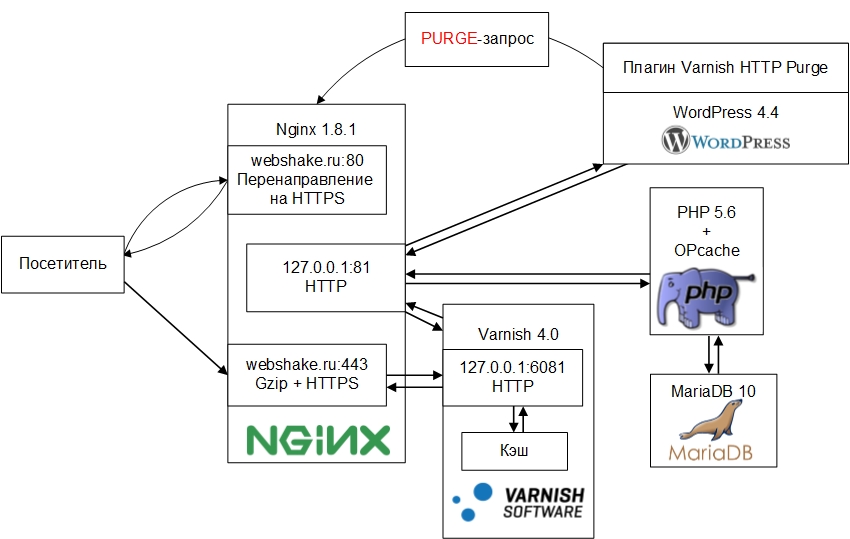 PURGE-запрос
Плагин Varnish HTTP Purge
WordPress 4.4
WORDPRESS
Nginx 1.8.1
webshake.ru:80
Перенаправление
на HTTPS
Посетитель
127.0.0.1:81
HTTP
PHP 5.6
+
OPcache
php
webshake.ru:443
Gzip + HTTPS
NGINX
Varnish 4.0
127.0.0.1:6081
HTTP
Кэш
VARNISH
SOFTWARE
MariaDB 10
MariaDB